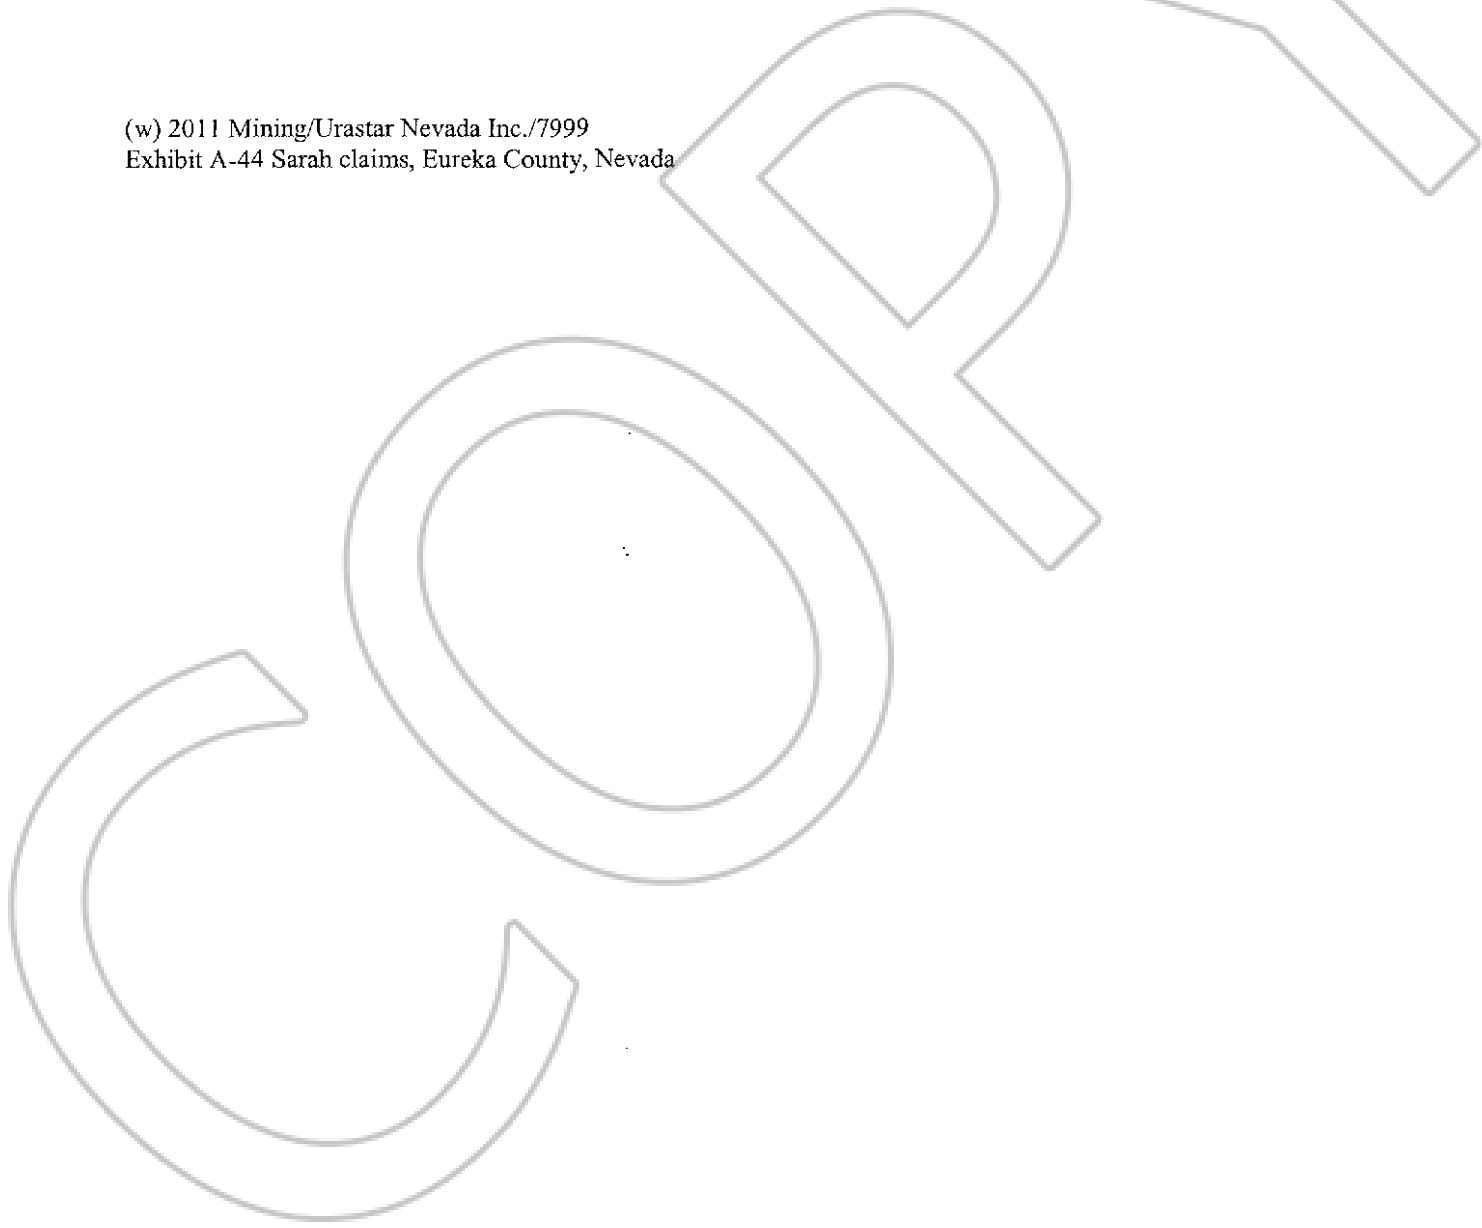 (w) 2011 Mining/Urastar Nevada Inc./7999
Exhibit A-44 Sarah claims, Eureka County, Nevada
COPY